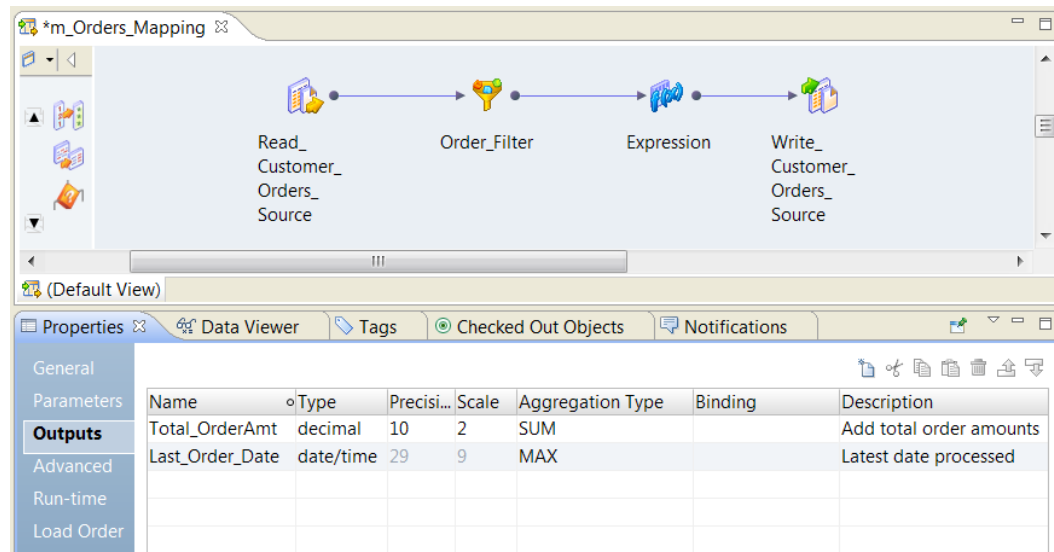 *m_Orders_Mapping
Read_ Order_Filter Expression Write_
Customer_ Customer_
Orders_ Orders_
Source Source
(Default View)
Properties Data Viewer Tags Checked Out Objects Notifications
General
Parameters Name Type Precisi... Scale Aggregation Type Binding Description
Outputs Total_OrderAmt decimal 10 2 SUM Add total order amounts
Advanced Last_Order_Date date/time 29 9 MAX Latest date processed
Run-time
Load Order